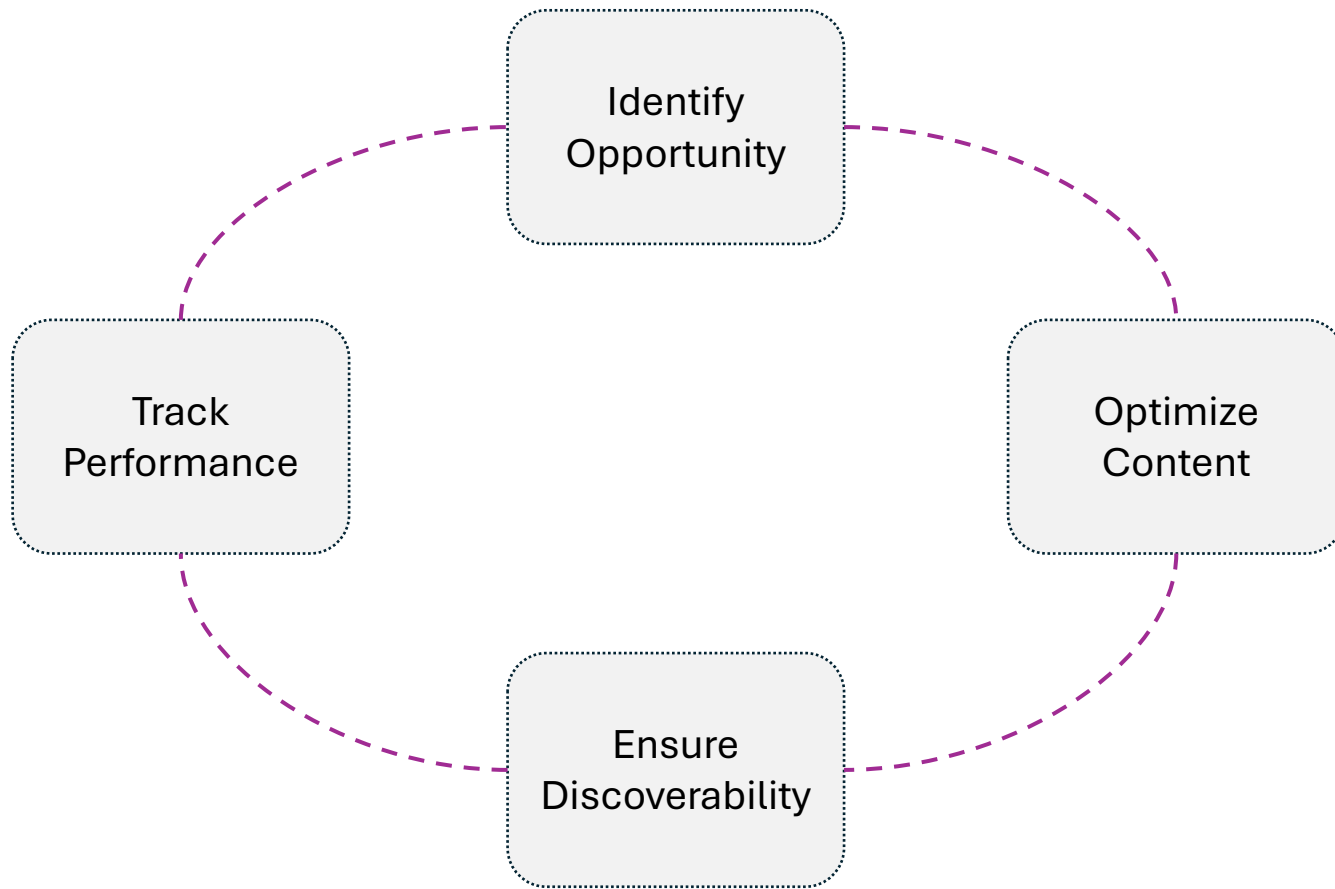 Identify
Opportunity
Track
Performance
Optimize
Content
Ensure
Discoverability